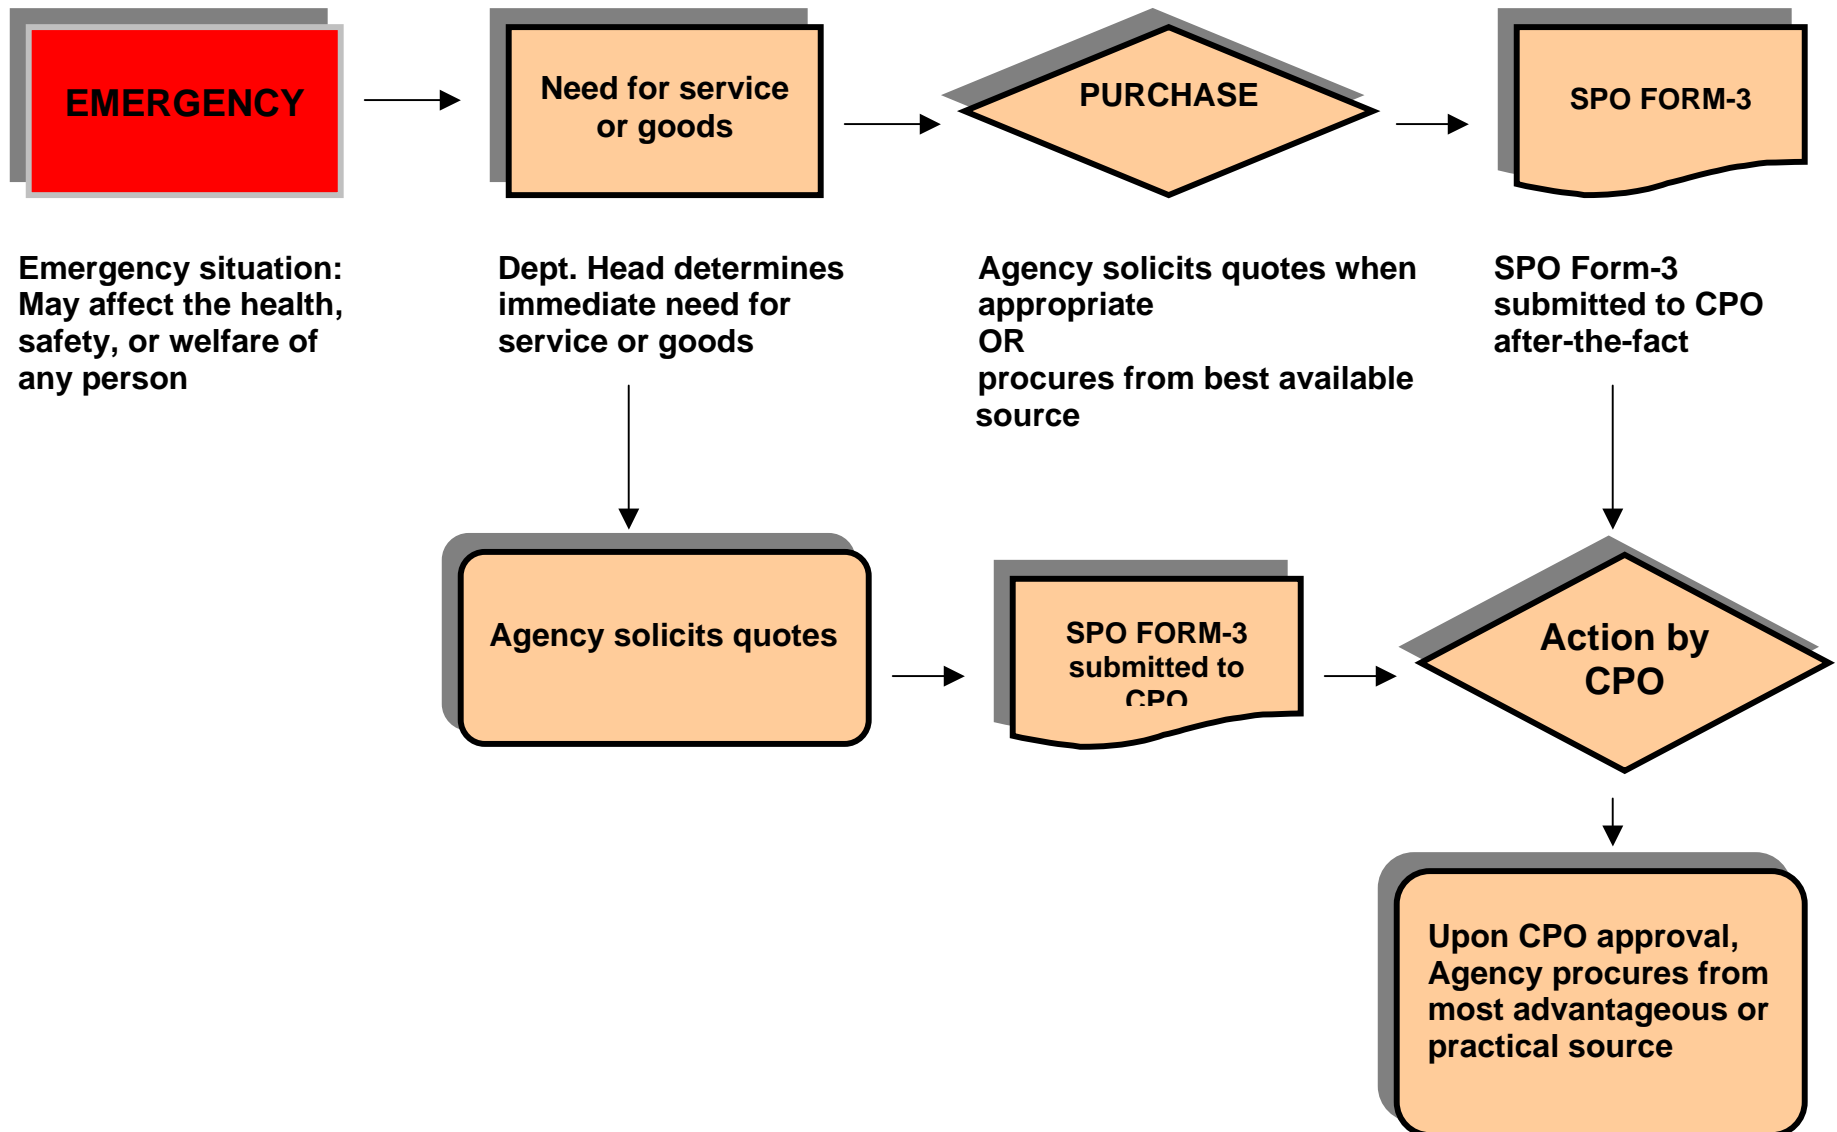 EMERGENCY
Need for service
or goods
PURCHASE
SPO FORM-3
Emergency situation:
May affect the health,
safety, or welfare of
any person
Dept. Head determines
immediate need for
service or goods
Agency solicits quotes when
appropriate
OR
procures from best available
source
SPO Form-3
submitted to CPO
after-the-fact
Agency solicits quotes
SPO FORM-3
submitted to
CPO
Action by
CPO
Upon CPO approval,
Agency procures from
most advantageous or
practical source